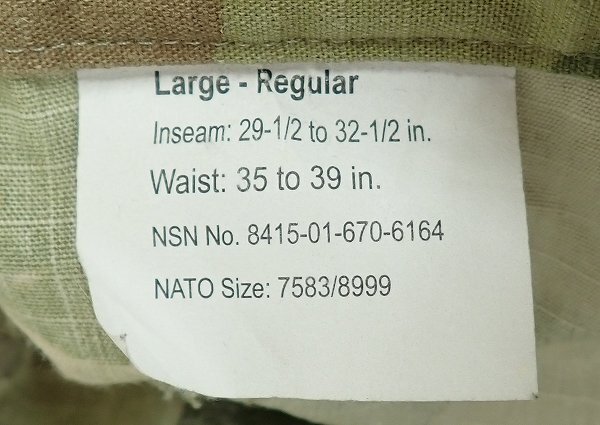 Large - Regular
Inseam: 29-1/2 to 32-1/2 in.
Waist: 35 to 39 in.
NSN No. 8415-01-670-6164
NATO Size: 7583/8999